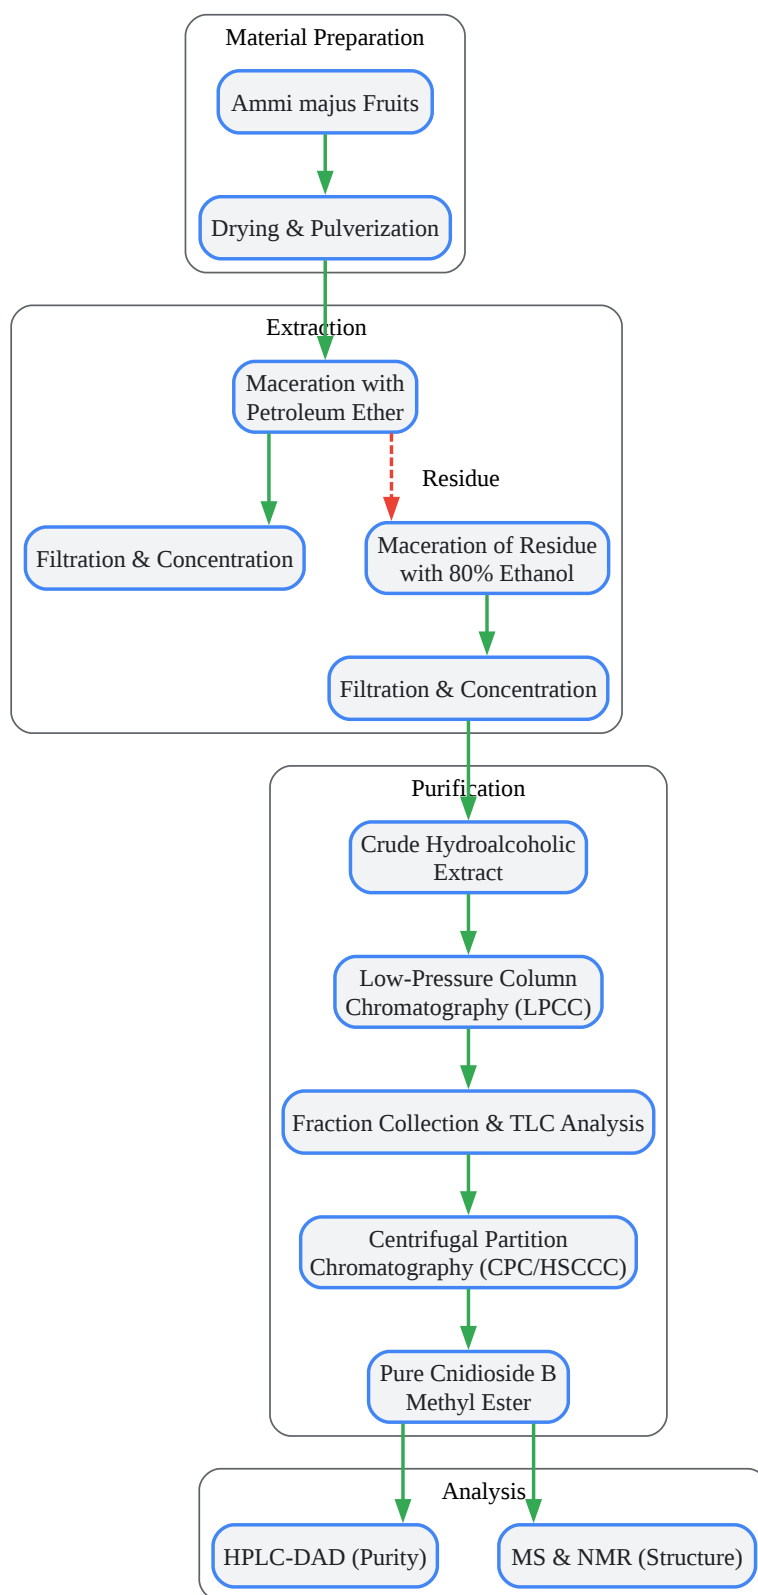 Material Preparation
Ammi majus Fruits
Drying & Pulverization
Extraction
Maceration with
Petroleum Ether
Residue
Filtration & Concentration
Maceration of Residue
with 80% Ethanol
Filtration & Concentration
Purification
Crude Hydroalcoholic
Extract
Low-Pressure Column
Chromatography (LPCC)
Fraction Collection & TLC Analysis
Centrifugal Partition
Chromatography (CPC/HSCCC)
Pure Cnidioside B
Methyl Ester
Analysis
HPLC-DAD (Purity)
MS & NMR (Structure)